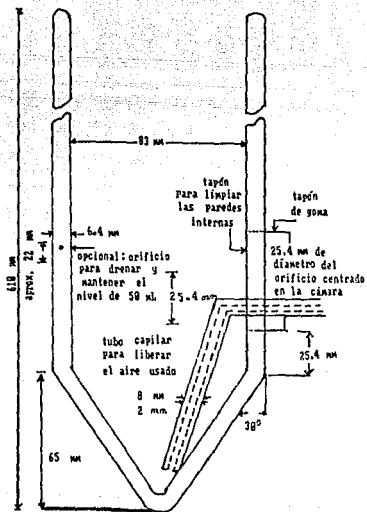 83 mm
tapón
para limpiar
las paredes
internas
tapón
de goma
6.4 mm
aprox. 22 mm
610 mm
opcional: orificio
para drenar y
mantener el
nivel de 50 mL
25.4 mm
25.4 mm de
diámetro del
orificio centrado
en la cámara
tubo capilar
para liberar
el aire usado
25.4 mm
8 mm
2 mm
30°
65 mm